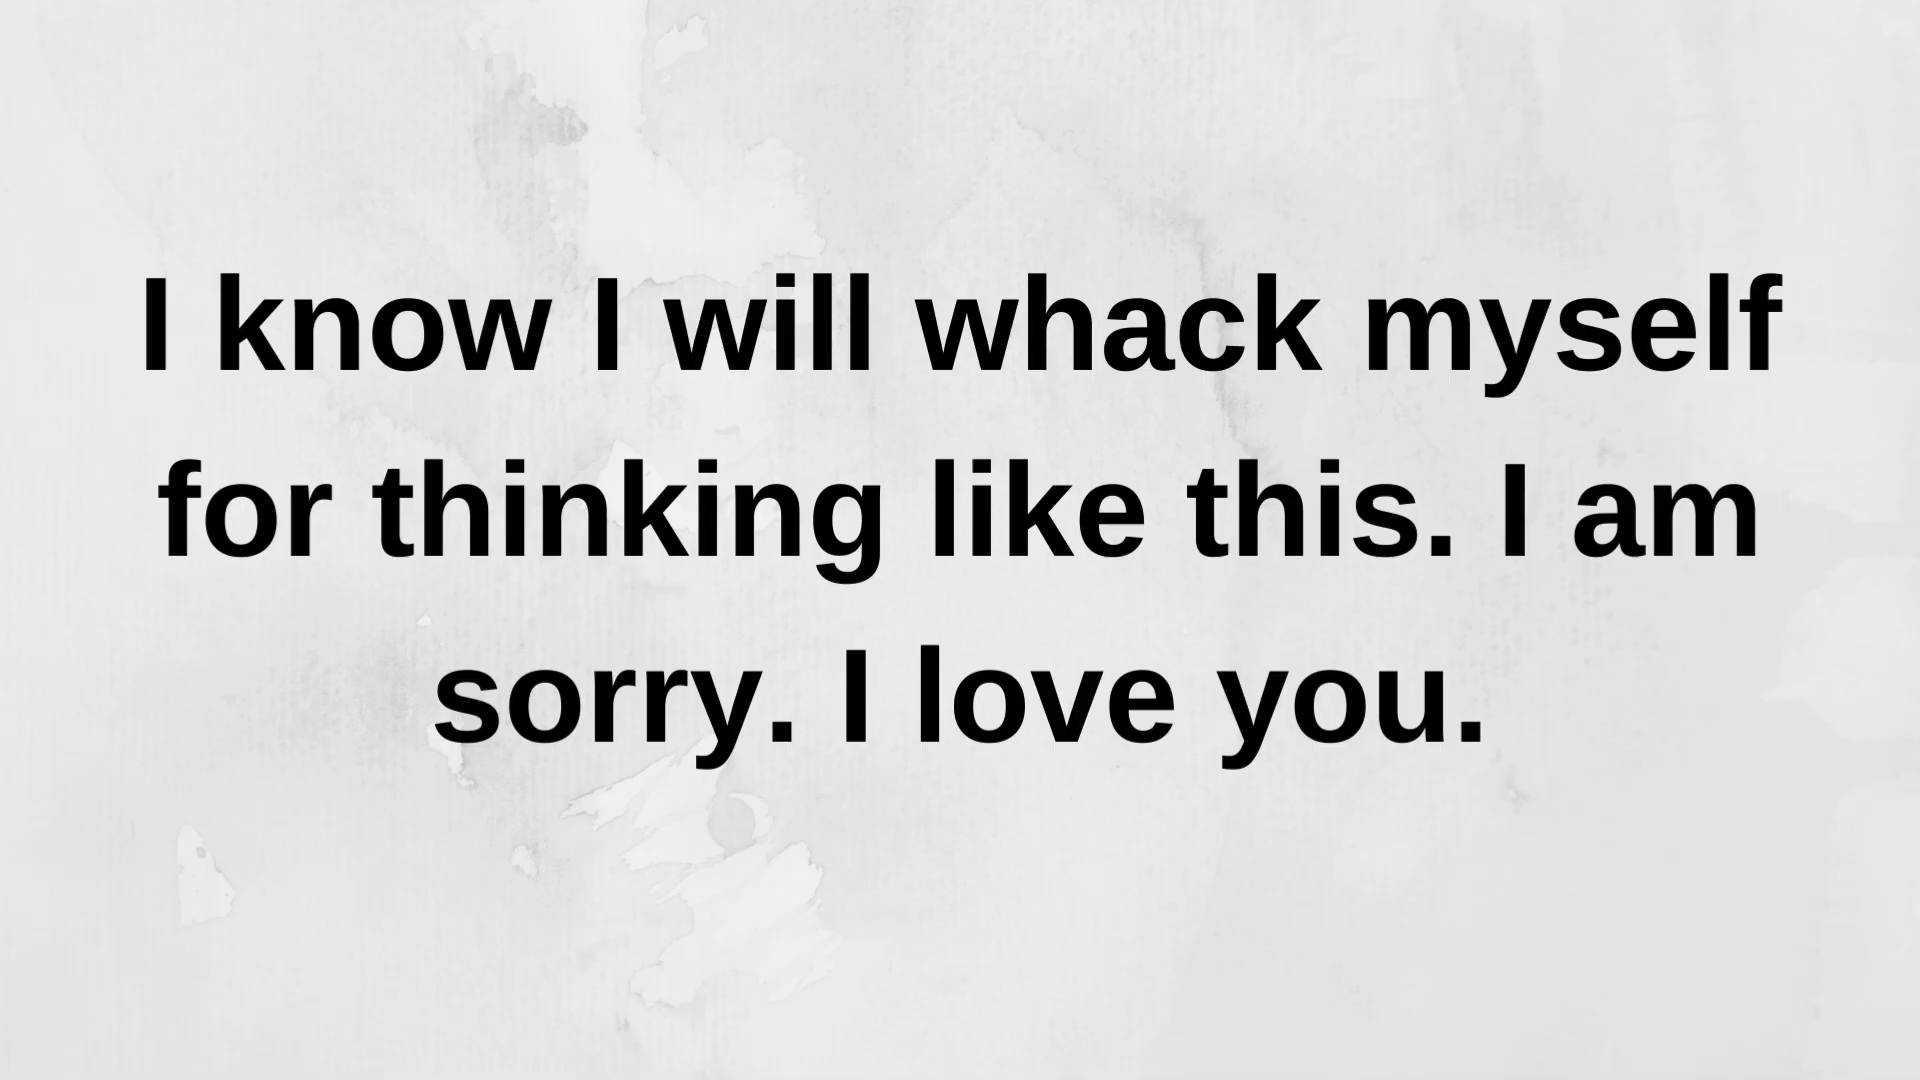 I know I will whack myself
for thinking like this. I am
sorry. I love you.